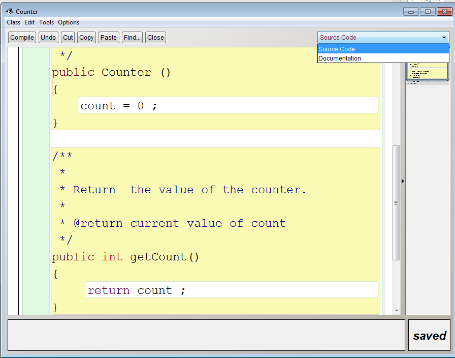 Counter
Class Edit Tools Options
Compile Undo Cut Copy Paste Find... Close
Source Code
Source Code
Documentation
*/
public Counter ()
{
count = 0 ;
}
/**
*
* Return  the value of the counter.
*
* @return current value of count
*/
public int getCount()
{
return count ;
}
saved